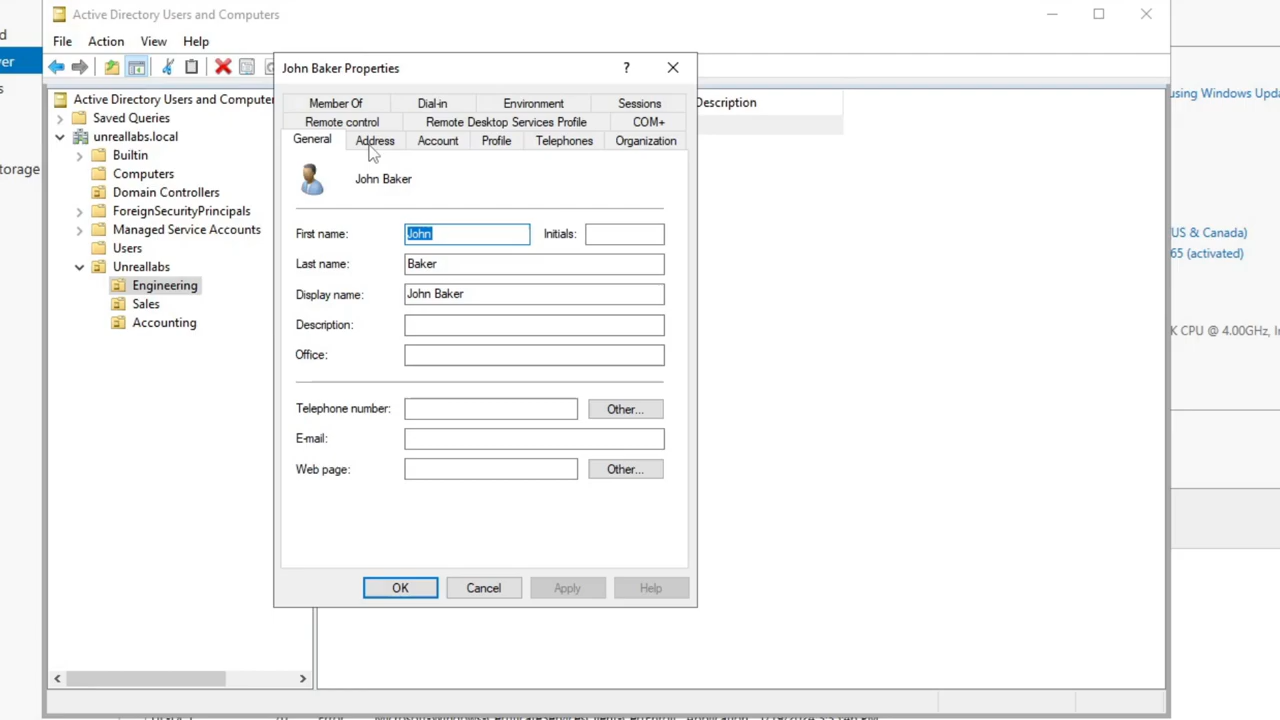 d
ver
s
torage
Active Directory Users and Computers
File Action View Help
Active Directory Users and Computer
Saved Queries
unreallabs.local
Builtin
Computers
Domain Controllers
ForeignSecurityPrincipals
Managed Service Accounts
Users
Unreallabs
Engineering
Sales
Accounting
John Baker Properties
?
Member Of Dial-in Environment Sessions
Remote control Remote Desktop Services Profile COM+
General Address Account Profile Telephones Organization
John Baker
First name: John Initials:
Last name: Baker
Display name: John Baker
Description:
Office:
Telephone number: Other...
E-mail:
Web page: Other...
OK Cancel Apply Help
Description
using Windows Upda
US & Canada)
65 (activated)
K CPU @ 4.00GHz, In